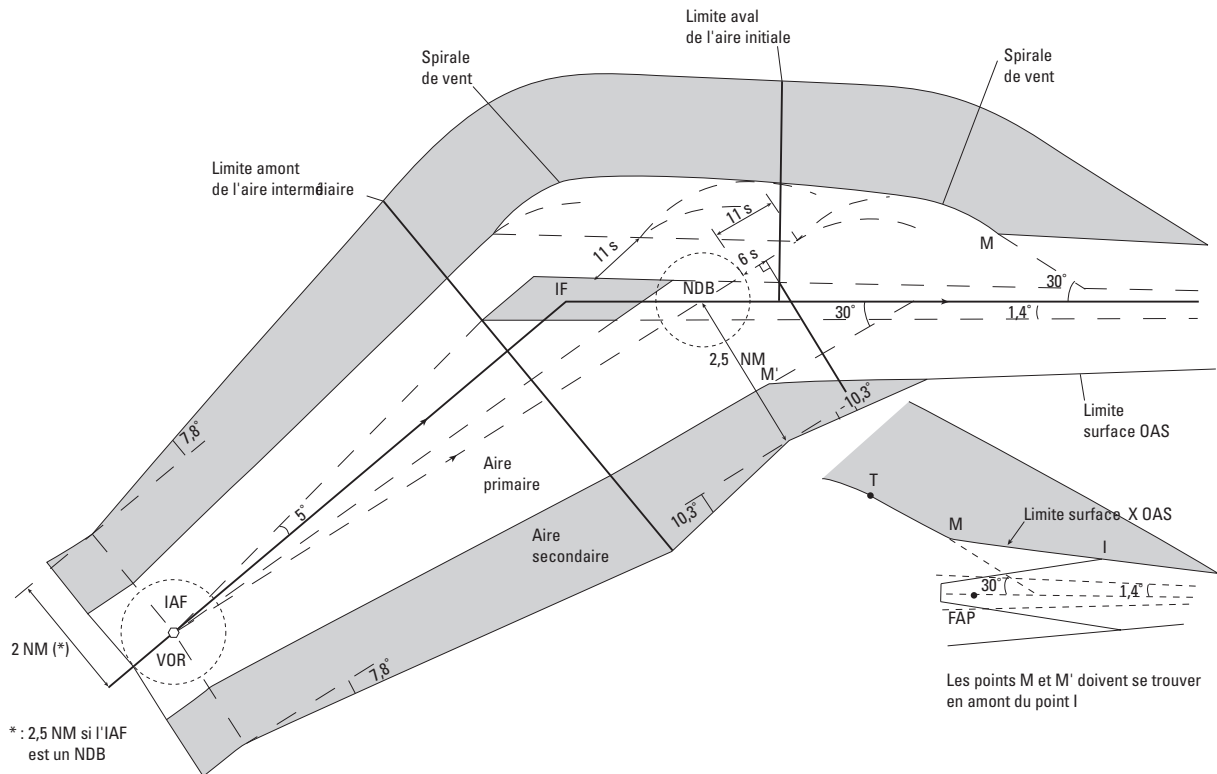 Limite aval
de l'aire initiale
Spirale
de vent
Spirale
de vent
Limite amont
de l'aire intermédiaire
11 s
11 s
6 s
M
IF
NDB
30°
30°
1,4°
2,5 NM
M'
10,3°
Limite
surface OAS
7,8°
Aire
primaire
5°
10,3°
Aire
secondaire
T
M
Limite surface X OAS
I
30°
1,4°
FAP
IAF
VOR
2 NM (*)
7,8°
Les points M et M' doivent se trouver
en amont du point I
* : 2,5 NM si l'IAF
est un NDB